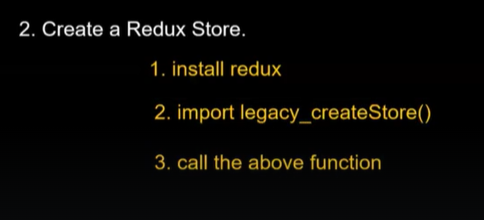 2. Create a Redux Store.
1. install redux
2. import legacy_createStore()
3. call the above function